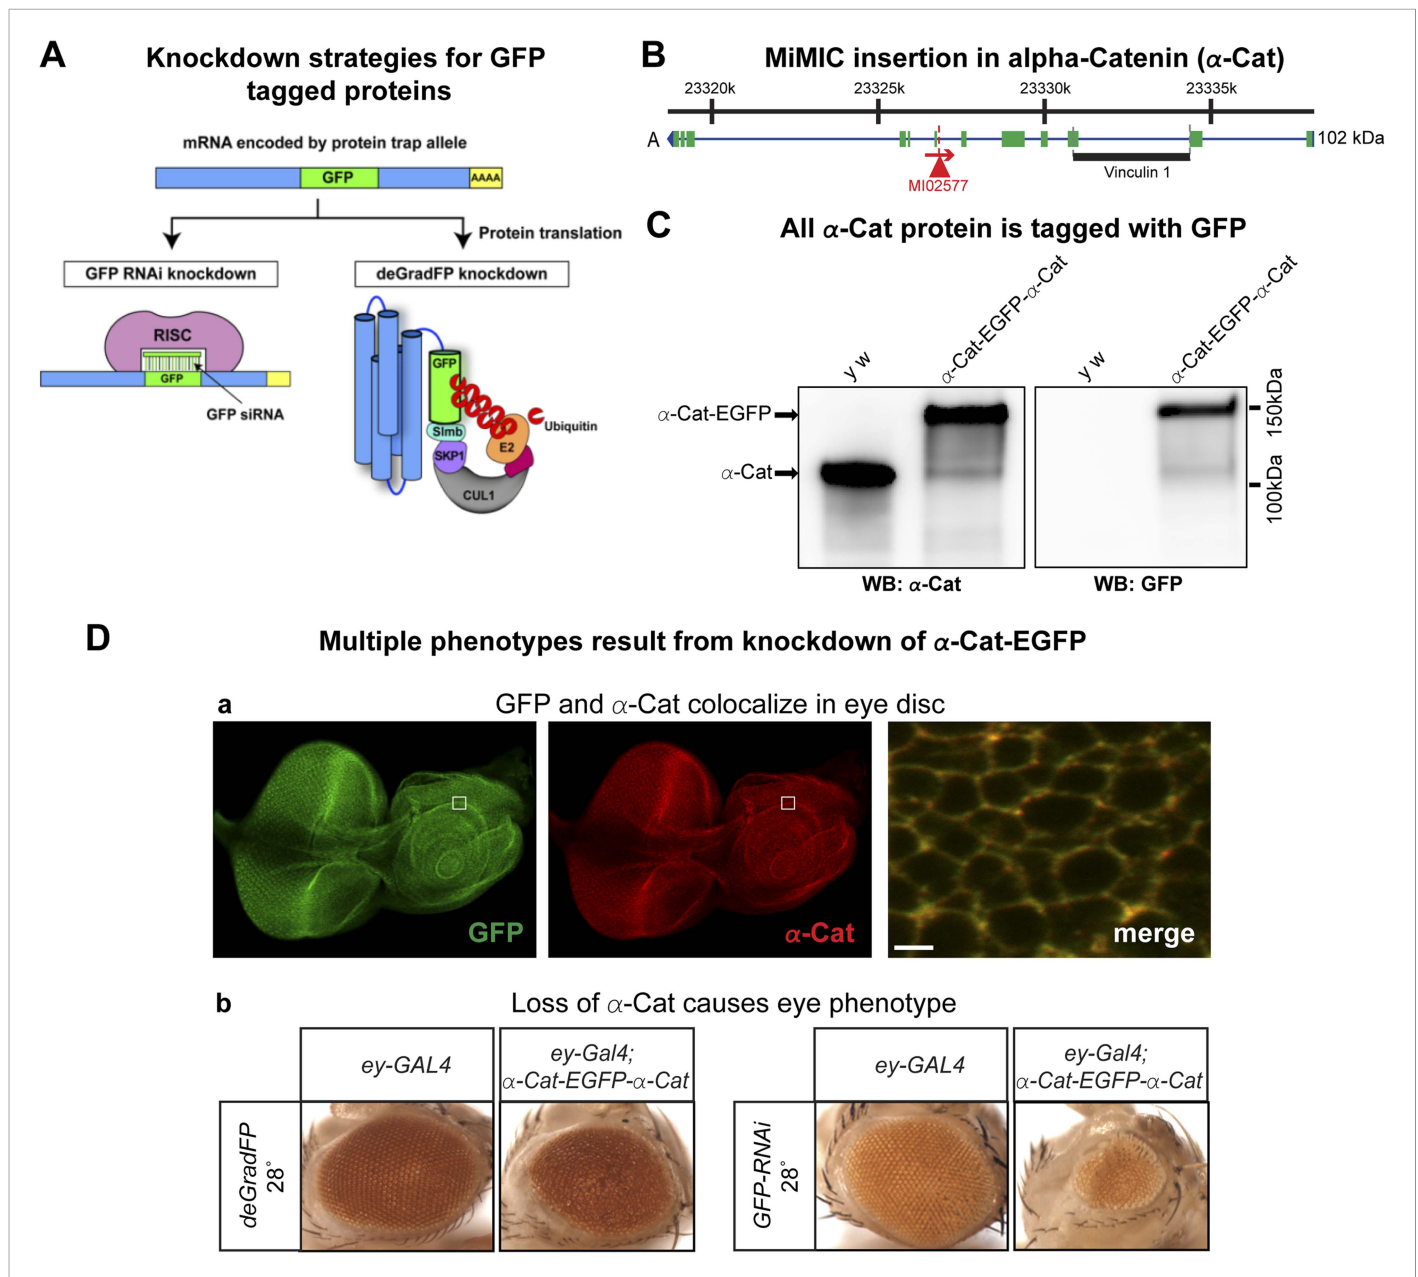 A
Knockdown strategies for GFP
tagged proteins
mRNA encoded by protein trap allele
GFP
AAAA
Protein translation
GFP RNAi knockdown
deGradFP knockdown
RISC
GFP
GFP siRNA
GFP
Slmb
SKP1
E2
Ubiquitin
CUL1
B
MiMIC insertion in alpha-Catenin (α-Cat)
23320k 23325k 23330k 23335k
A
102 kDa
MI02577
Vinculin 1
C
All α-Cat protein is tagged with GFP
y w
α-Cat-EGFP-α-Cat
y w
α-Cat-EGFP-α-Cat
α-Cat-EGFP
α-Cat
150kDa
100kDa
WB: α-Cat
WB: GFP
D
Multiple phenotypes result from knockdown of α-Cat-EGFP
a
GFP and α-Cat colocalize in eye disc
GFP
α-Cat
merge
b
Loss of α-Cat causes eye phenotype
ey-GAL4
ey-Gal4;
α-Cat-EGFP-α-Cat
ey-GAL4
ey-Gal4;
α-Cat-EGFP-α-Cat
deGradFP
28°
GFP-RNAi
28°